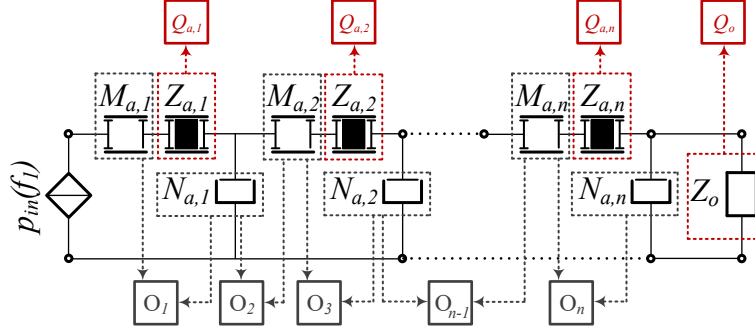 Q_{a,1} Q_{a,2} Q_{a,n} Q_o
M_{a,1} Z_{a,1} M_{a,2} Z_{a,2} M_{a,n} Z_{a,n}
p_{in}(f_1) N_{a,1} N_{a,2} N_{a,n} Z_o
O_1 O_2 O_3 O_{n-1} O_n